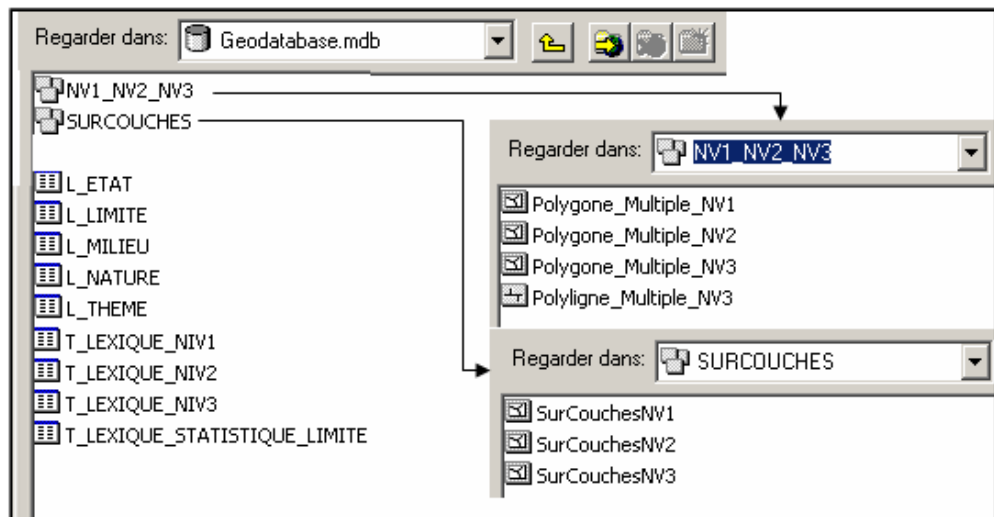 Regarder dans: Geodatabase.mdb
NV1_NV2_NV3
SURCOUCHES
L_ETAT
L_LIMITE
L_MILIEU
L_NATURE
L_THEME
T_LEXIQUE_NIV1
T_LEXIQUE_NIV2
T_LEXIQUE_NIV3
T_LEXIQUE_STATISTIQUE_LIMITE
Regarder dans: NV1_NV2_NV3
Polygone_Multiple_NV1
Polygone_Multiple_NV2
Polygone_Multiple_NV3
Polyligne_Multiple_NV3
Regarder dans: SURCOUCHES
SurCouchesNV1
SurCouchesNV2
SurCouchesNV3